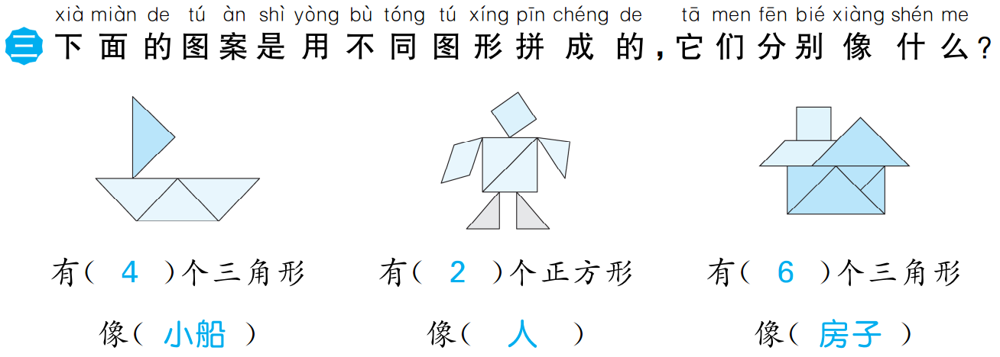 xià miàn de tú àn shì yòng bù tóng tú xíng pīn chéng de tā men fēn bié xiàng shén me
三 下面的图案是用不同图形拼成的,它们分别像什么?
有( 4 )个三角形 有( 2 )个正方形 有( 6 )个三角形
像( 小船 ) 像( 人 ) 像( 房子 )